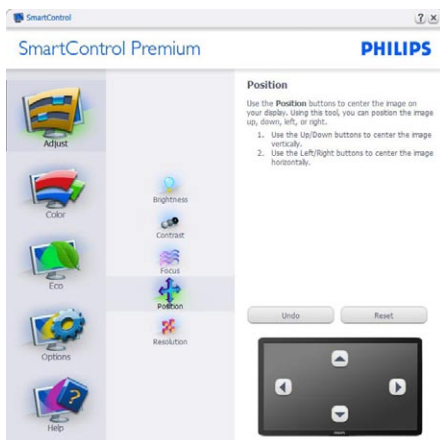 SmartControl
SmartControl Premium
PHILIPS
Adjust
Color
Eco
Options
Help
Brightness
Contrast
Focus
Position
Resolution
Position
Use the Position buttons to center the image on
your display. Using this tool, you can position the image
up, down, left, or right.
1. Use the Up/Down buttons to center the image
vertically.
2. Use the Left/Right buttons to center the image
horizontally.
Undo
Reset
PHILIPS